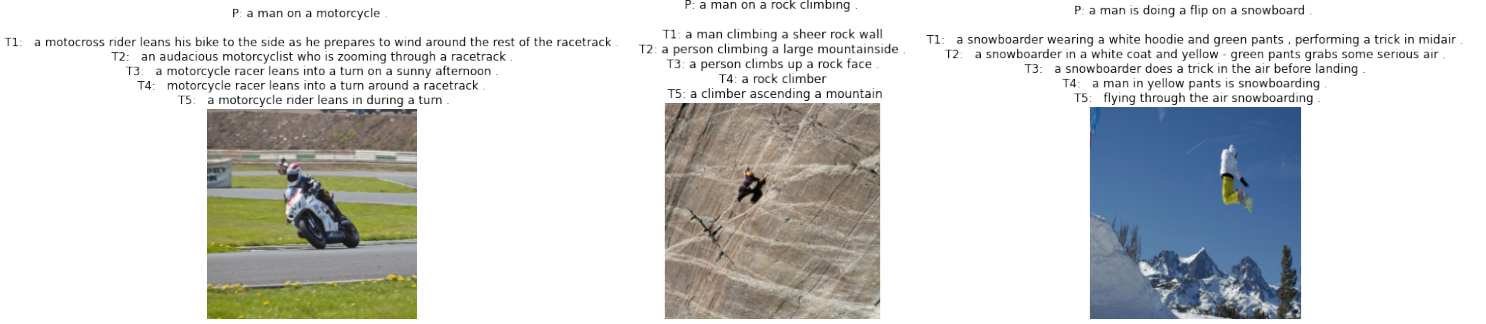 P: a man on a motorcycle .
T1: a motocross rider leans his bike to the side as he prepares to wind around the rest of the racetrack .
T2: an audacious motorcyclist who is zooming through a racetrack .
T3: a motorcycle racer leans into a turn on a sunny afternoon .
T4: motorcycle racer leans into a turn around a racetrack .
T5: a motorcycle rider leans in during a turn .
P: a man on a rock climbing .
T1: a man climbing a sheer rock wall
T2: a person climbing a large mountainside .
T3: a person climbs up a rock face .
T4: a rock climber
T5: a climber ascending a mountain
P: a man is doing a flip on a snowboard .
T1: a snowboarder wearing a white hoodie and green pants , performing a trick in midair .
T2: a snowboarder in a white coat and yellow - green pants grabs some serious air .
T3: a snowboarder does a trick in the air before landing .
T4: a man in yellow pants is snowboarding .
T5: flying through the air snowboarding .